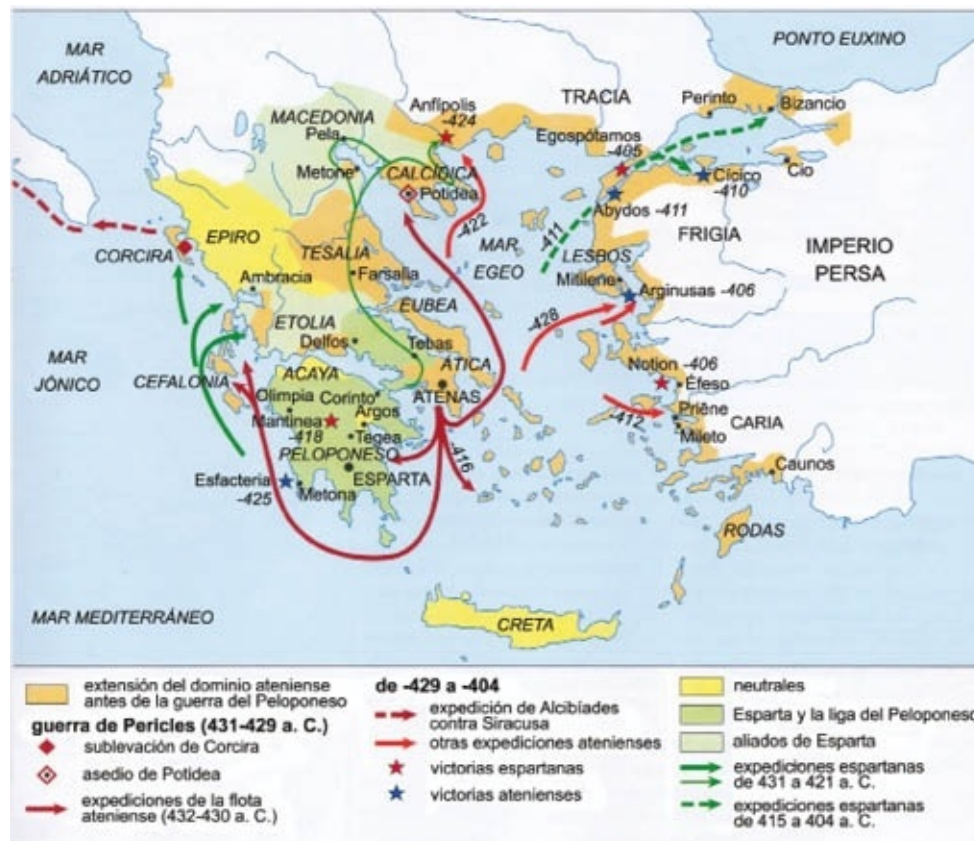 MAR
ADRIÁTICO
PONTO EUXINO
TRACIA
Perinto
Bizancio
Anfípolis
-424
MACEDONIA
Pela
Egospótamos
-405
Metone
CALCÍDICA
Potidea
Cícico
-410
Cio
Abydos -411
-422
-411
FRIGIA
MAR
EGEO
IMPERIO
PERSA
EPIRO
CORCIRA
TESALIA
Farsalia
LESBOS
Mitilene
Arginusas -406
Ambracia
EUBEA
-428
ETOLIA
Delfos
Tebas
MAR
JÓNICO
ÁTICA
Notion -406
Éfeso
ACAYA
CEFALONIA
Olimpia
Corinto
ATENAS
Argos
Mantinea
-418
Tegea
-412
Priéne
Mileto
CARIA
PELOPONESO
-416
ESPARTA
Esfacteria
-425
Metona
Caunos
RODAS
MAR MEDITERRÁNEO
CRETA
extensión del dominio ateniense
antes de la guerra del Peloponeso
guerra de Pericles (431-429 a. C.)
sublevación de Corcira
asedio de Potidea
expediciones de la flota
ateniense (432-430 a. C.)
de -429 a -404
expedición de Alcibíades
contra Siracusa
otras expediciones atenienses
victorias espartanas
victorias atenienses
neutrales
Esparta y la liga del Peloponeso
aliados de Esparta
expediciones espartanas
de 431 a 421 a. C.
expediciones espartanas
de 415 a 404 a. C.